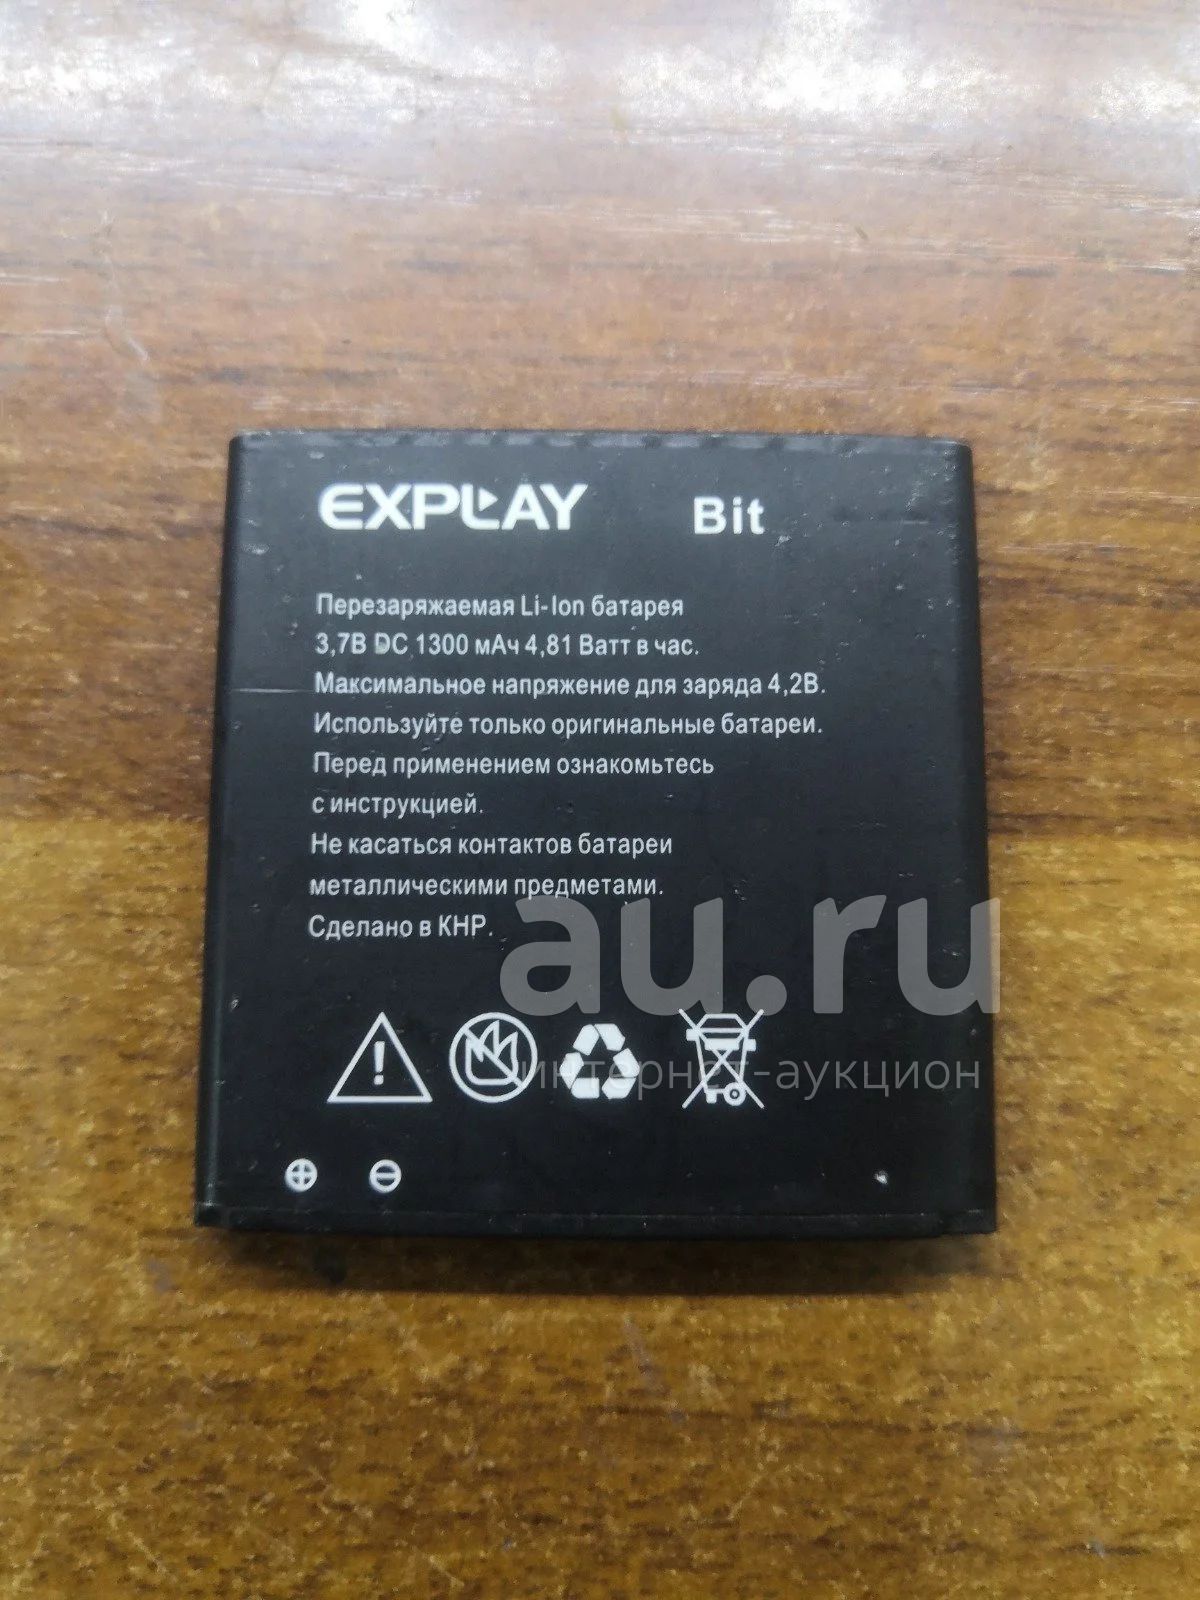 EXPLAY Bit
Перезаряжаемая Li-Ion батарея
3,7В DC 1300 мАч 4,81 Ватт в час.
Максимальное напряжение для заряда 4,2В.
Используйте только оригинальные батареи.
Перед применением ознакомьтесь
с инструкцией.
Не касаться контактов батареи
металлическими предметами.
Сделано в КНР.
au.ru
интернет-аукцион